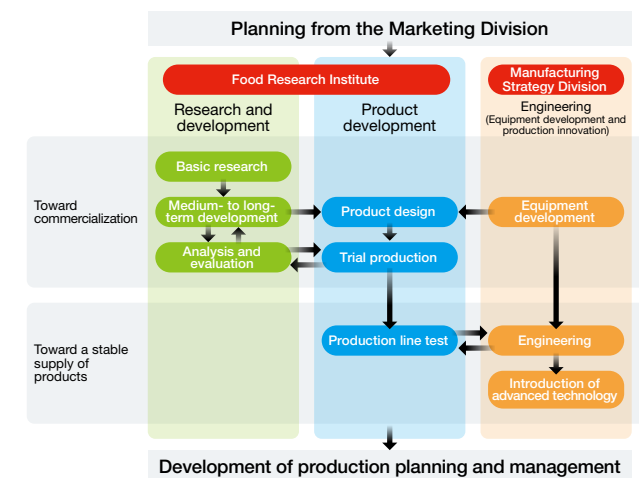 Planning from the Marketing Division
Food Research Institute
Manufacturing
Strategy Division
Research and
development
Product
development
Engineering
(Equipment development and
production innovation)
Toward
commercialization
Basic research
Medium- to long-
term development
Product design
Equipment
development
Analysis and
evaluation
Trial production
Toward a stable
supply of
products
Production line test
Engineering
Introduction of
advanced technology
Development of production planning and management